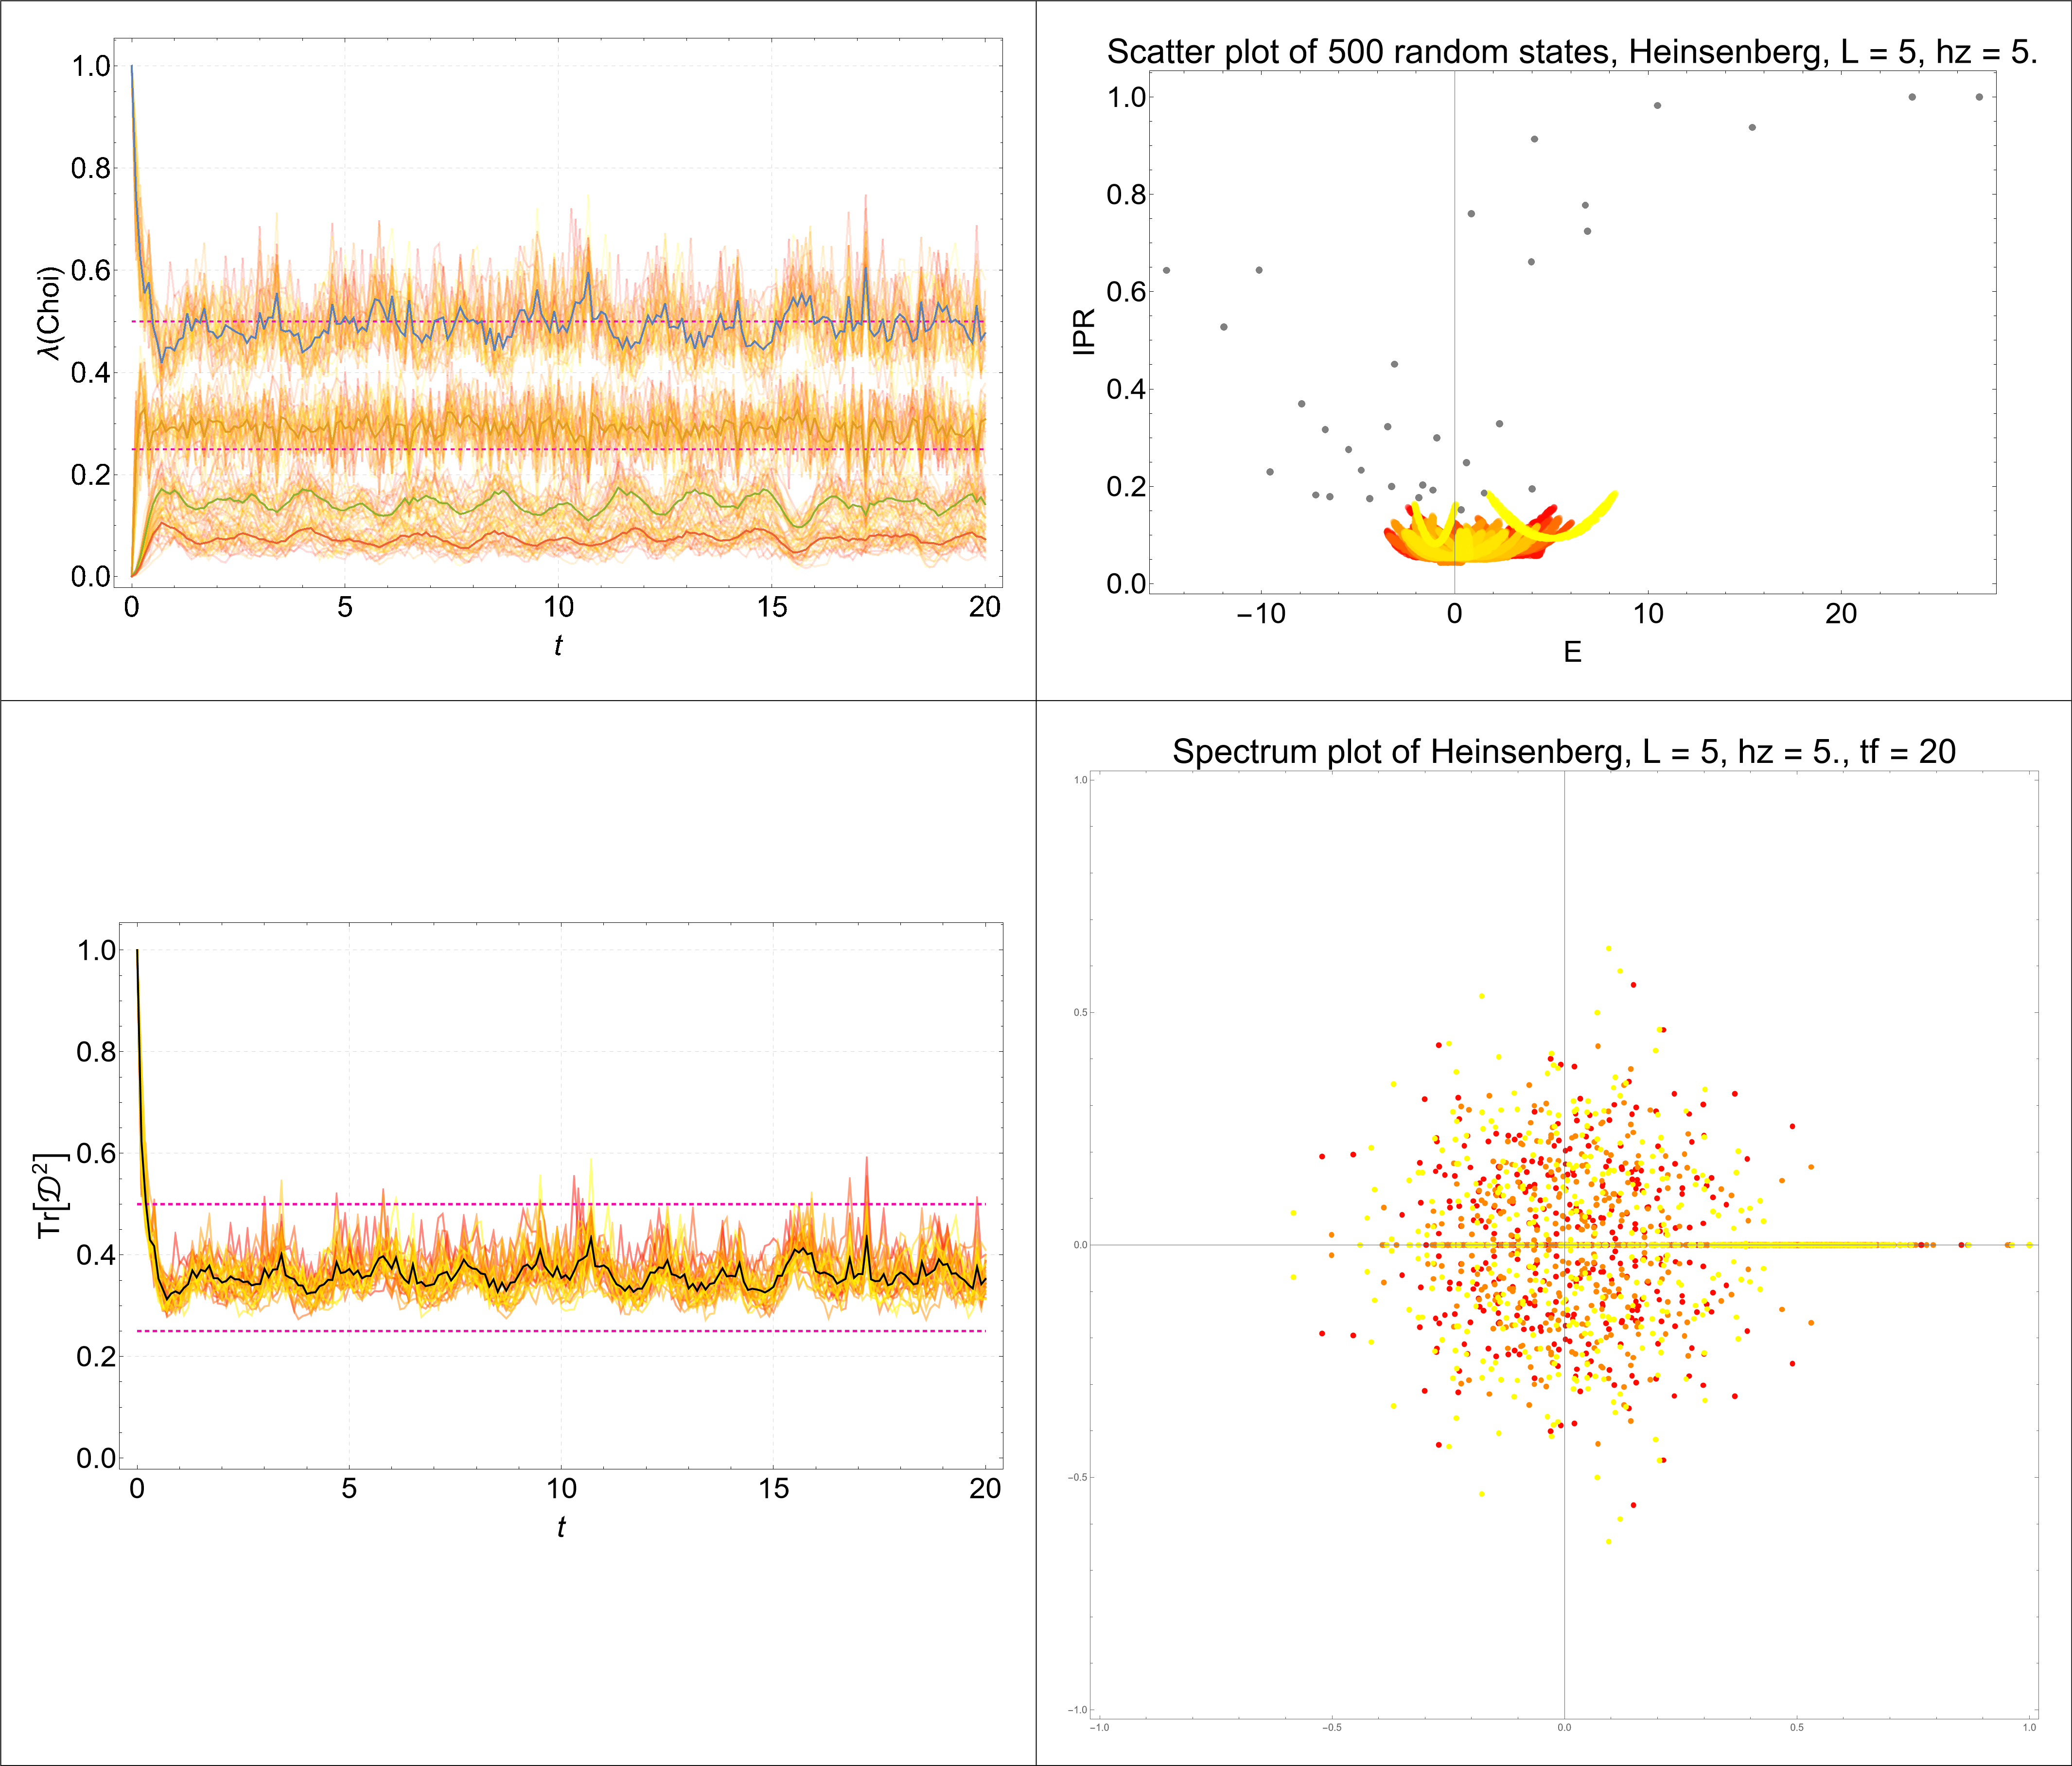 1.0
0.8
0.6
0.4
0.2
0.0
λ(Choi)
0 5 10 15 20
t
Scatter plot of 500 random states, Heinsenberg, L = 5, hz = 5.
1.0
0.8
0.6
0.4
0.2
0.0
IPR
−10 0 10 20
E
1.0
0.8
0.6
0.4
0.2
0.0
Tr[𝒟²]
0 5 10 15 20
t
Spectrum plot of Heinsenberg, L = 5, hz = 5., tf = 20
1.0
0.5
0.0
−0.5
−1.0
−1.0 −0.5 0.0 0.5 1.0